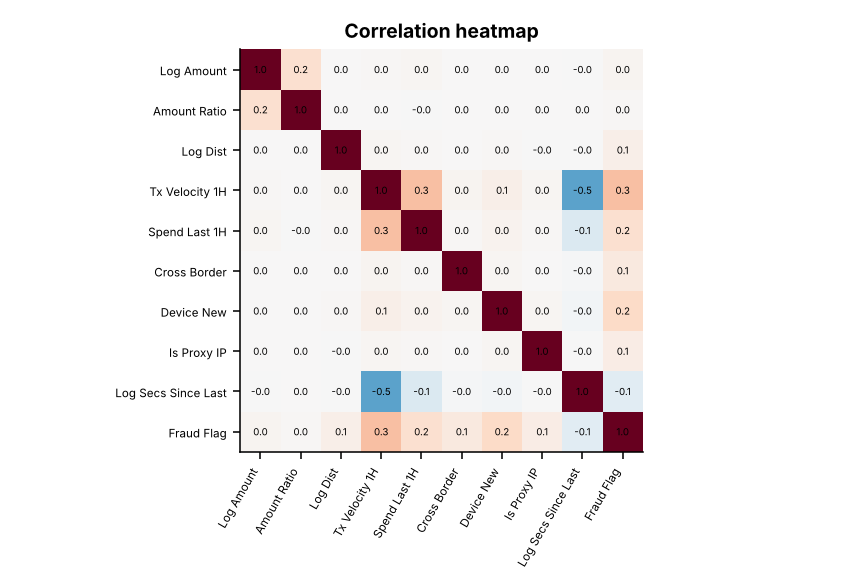 Correlation heatmap
Log Amount 1.0 0.2 0.0 0.0 0.0 0.0 0.0 0.0 -0.0 0.0
Amount Ratio 0.2 1.0 0.0 0.0 -0.0 0.0 0.0 0.0 0.0 0.0
Log Dist 0.0 0.0 1.0 0.0 0.0 0.0 0.0 -0.0 -0.0 0.1
Tx Velocity 1H 0.0 0.0 0.0 1.0 0.3 0.0 0.1 0.0 -0.5 0.3
Spend Last 1H 0.0 -0.0 0.0 0.3 1.0 0.0 0.0 0.0 -0.1 0.2
Cross Border 0.0 0.0 0.0 0.0 0.0 1.0 0.0 0.0 -0.0 0.1
Device New 0.0 0.0 0.0 0.1 0.0 0.0 1.0 0.0 -0.0 0.2
Is Proxy IP 0.0 0.0 -0.0 0.0 0.0 0.0 0.0 1.0 -0.0 0.1
Log Secs Since Last -0.0 0.0 -0.0 -0.5 -0.1 -0.0 -0.0 -0.0 1.0 -0.1
Fraud Flag 0.0 0.0 0.1 0.3 0.2 0.1 0.2 0.1 -0.1 1.0
Log Amount
Amount Ratio
Log Dist
Tx Velocity 1H
Spend Last 1H
Cross Border
Device New
Is Proxy IP
Log Secs Since Last
Fraud Flag